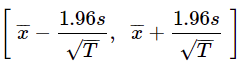 [ x̅ − 1.96s/√T, x̅ + 1.96s/√T ]